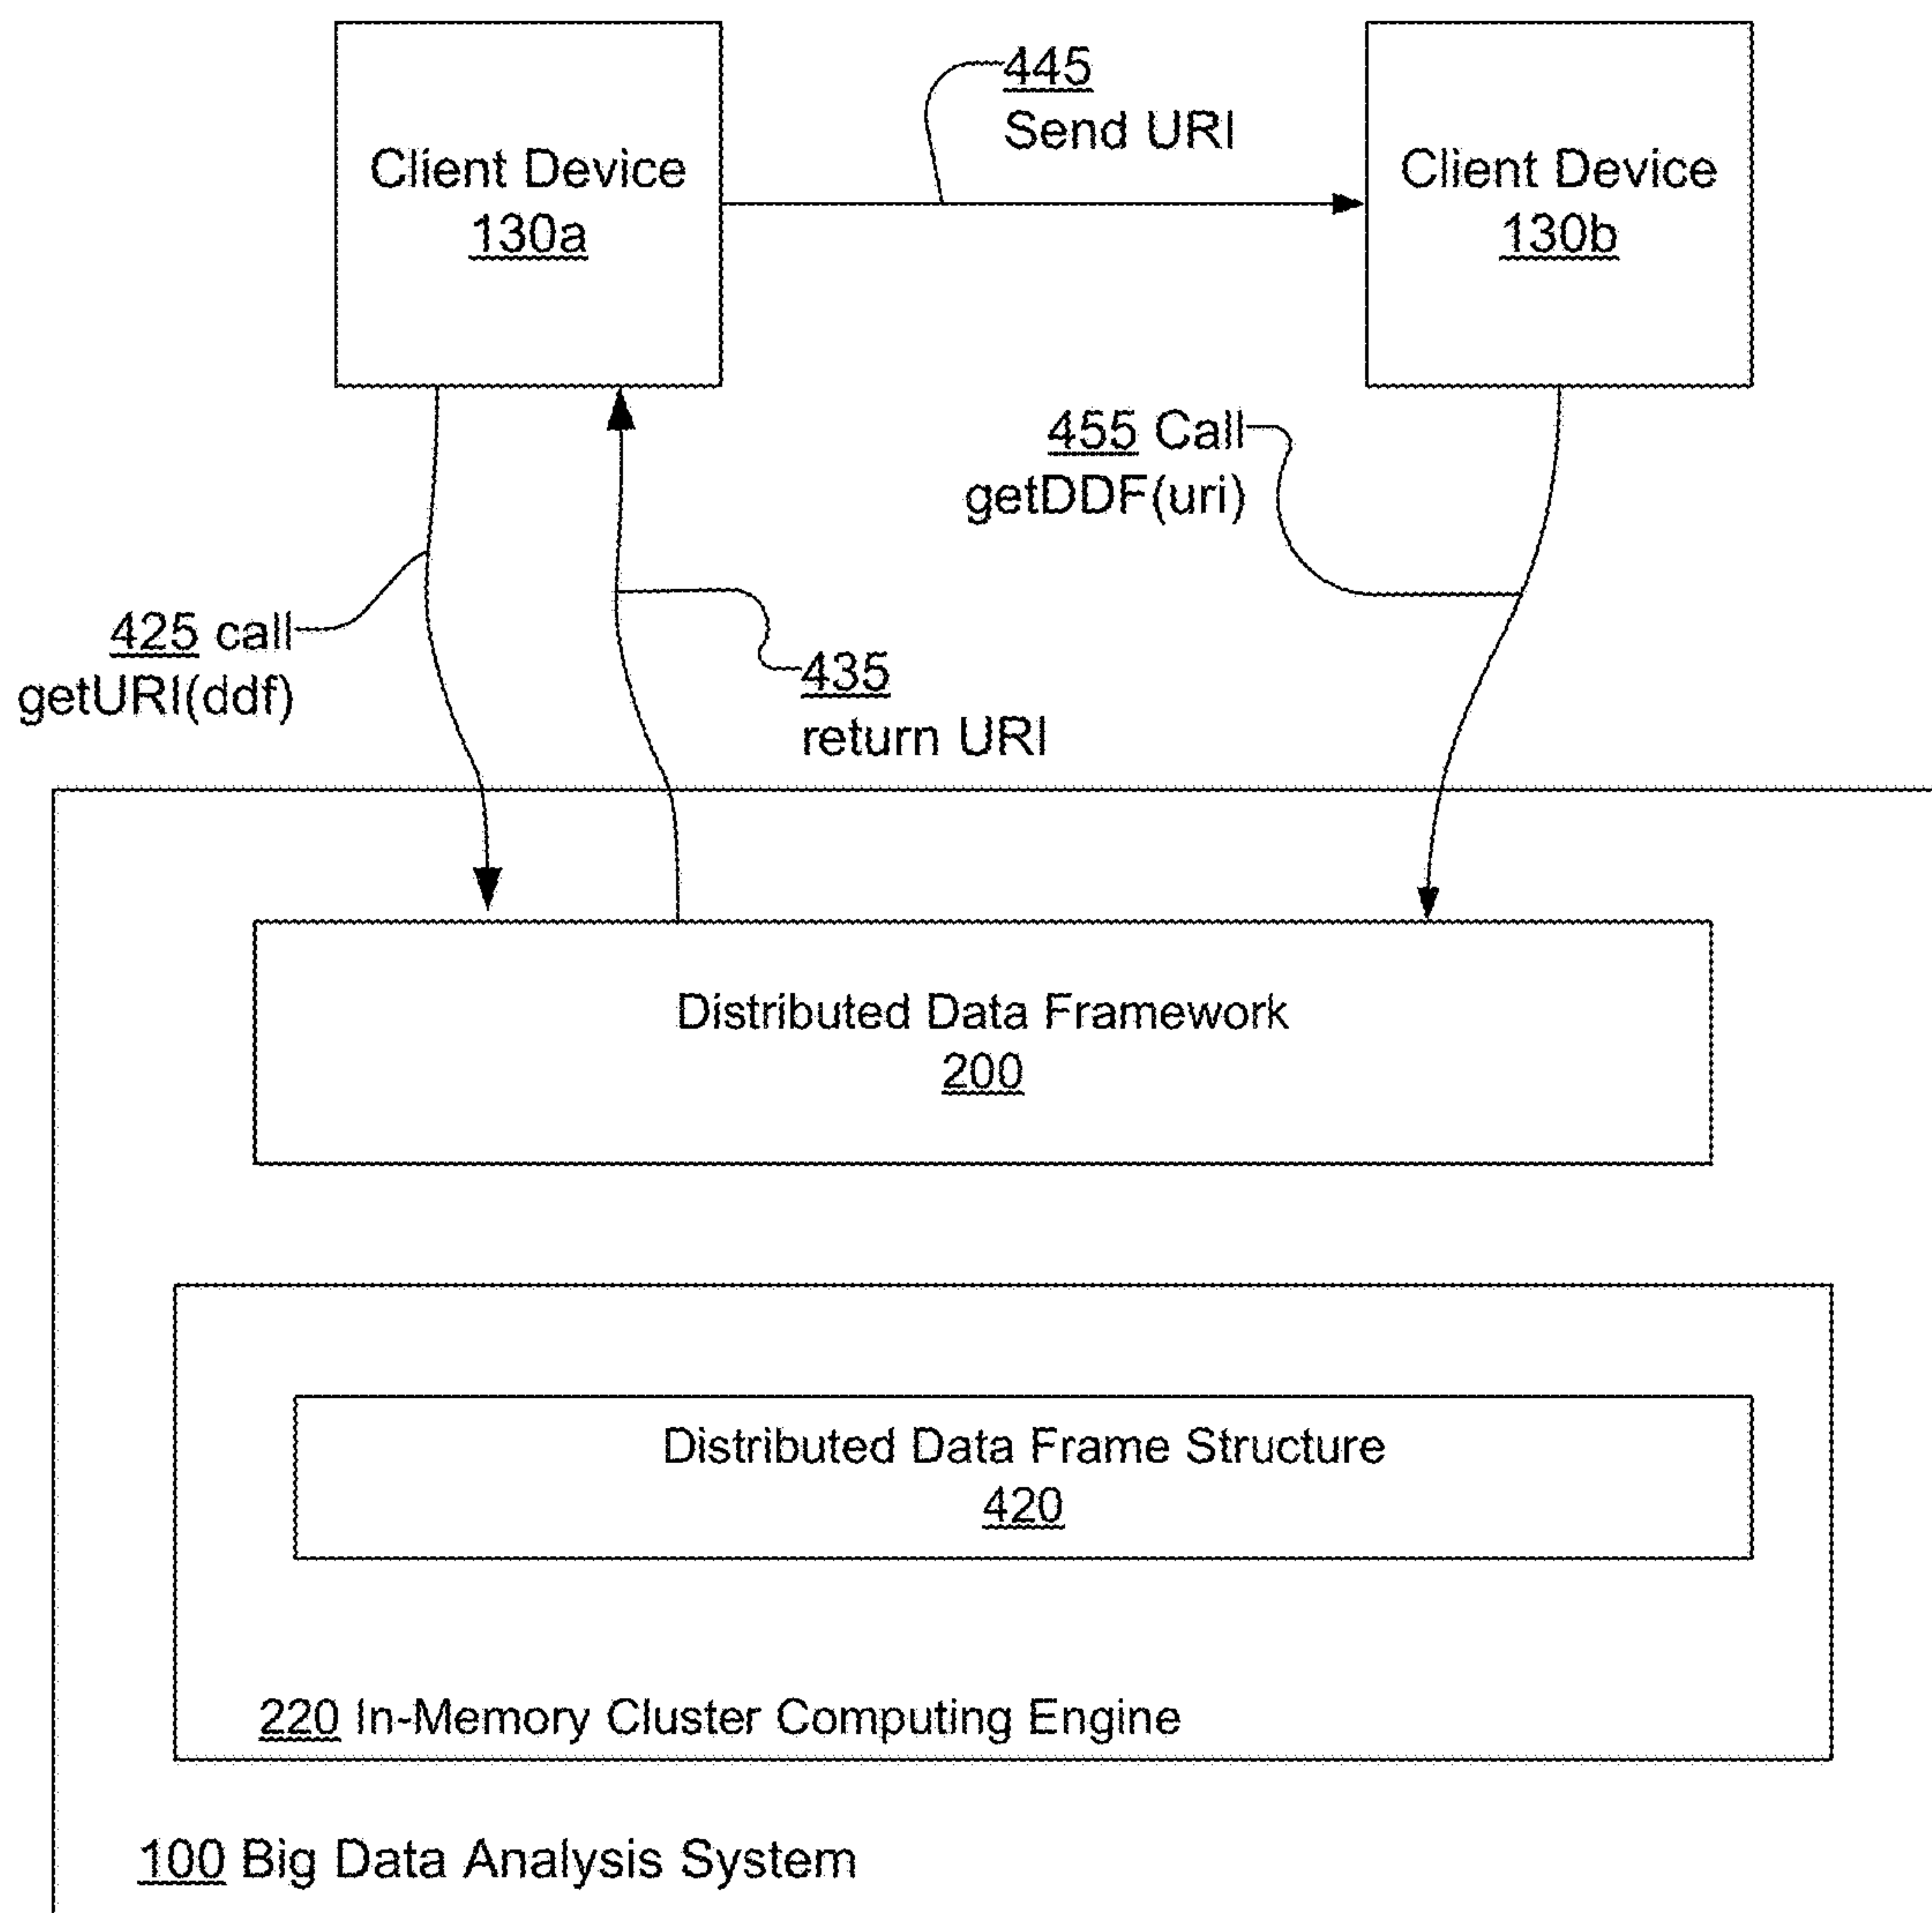 Client Device
130a
445
Send URI
Client Device
130b
425 call
getURI(ddf)
435
return URI
455 Call
getDDF(uri)
Distributed Data Framework
200
Distributed Data Frame Structure
420
220 In-Memory Cluster Computing Engine
100 Big Data Analysis System